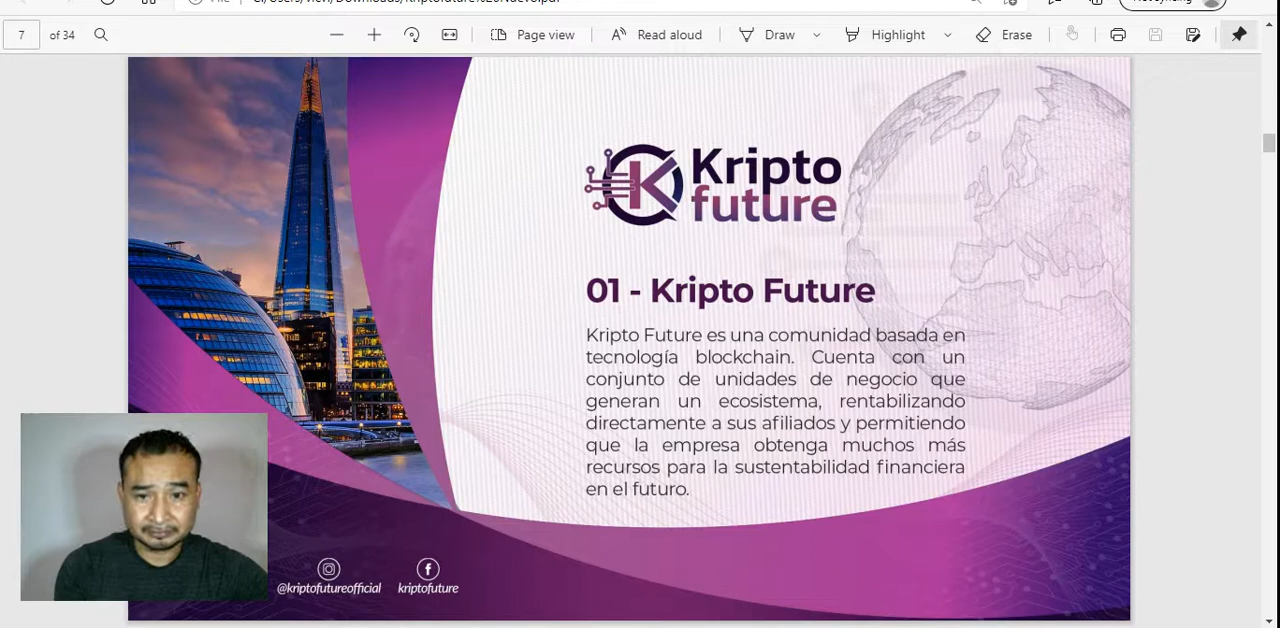 7 of 34
Page view
Read aloud
Draw
Highlight
Erase
Kripto
future
01 - Kripto Future
Kripto Future es una comunidad basada en
tecnología blockchain. Cuenta con un
conjunto de unidades de negocio que
generan un ecosistema, rentabilizando
directamente a sus afiliados y permitiendo
que la empresa obtenga muchos más
recursos para la sustentabilidad financiera
en el futuro.
@kriptofutureofficial kriptofuture